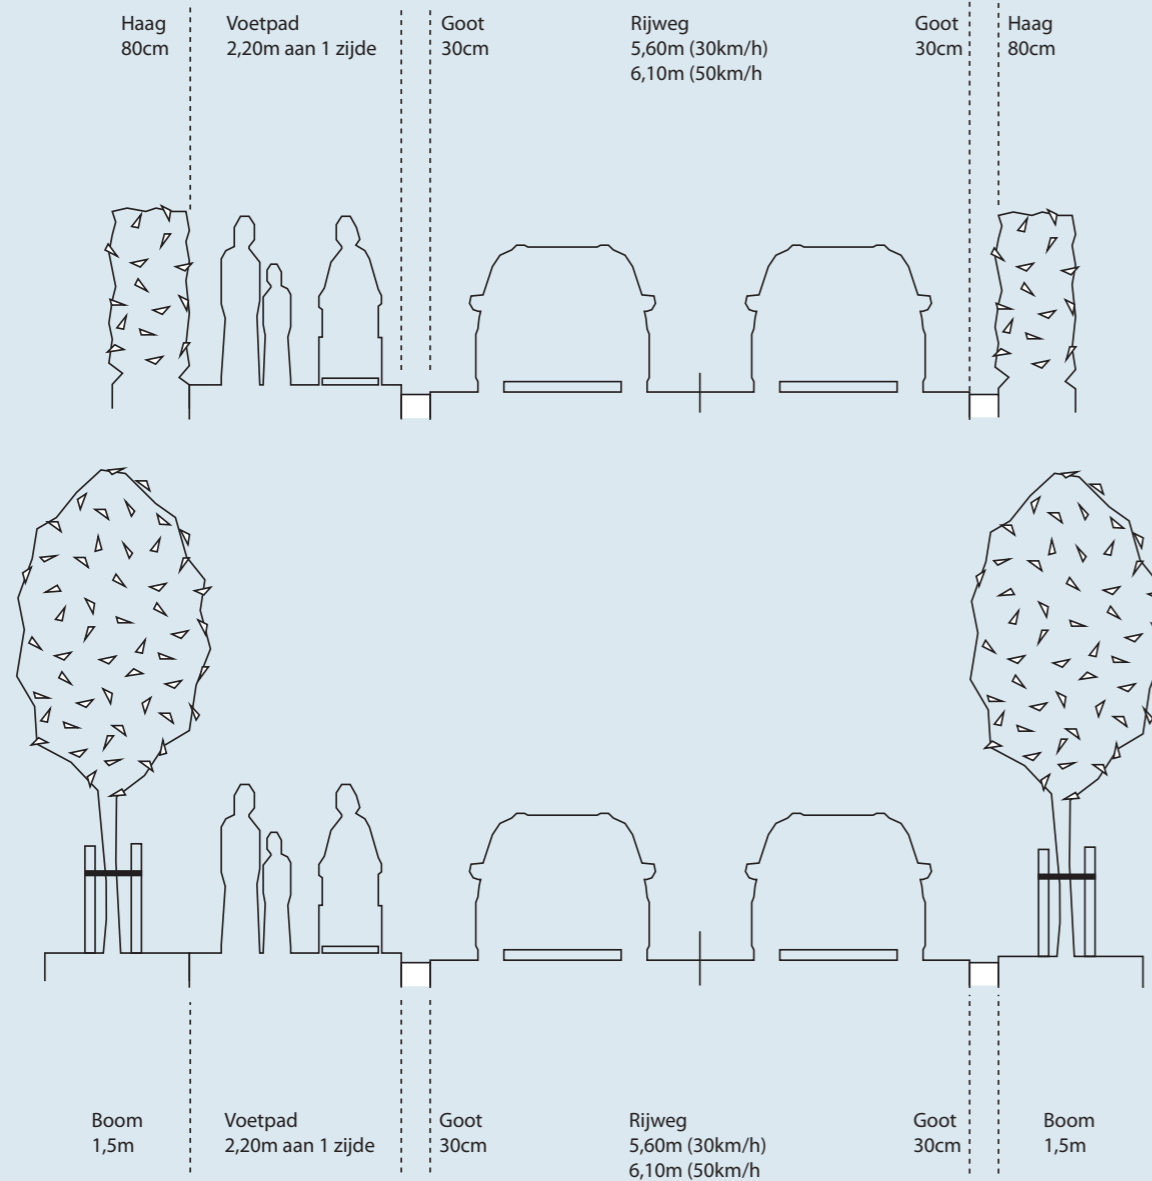 Haag
80cm
Voetpad
2,20m aan 1 zijde
Goot
30cm
Rijweg
5,60m (30km/h)
6,10m (50km/h
Goot
30cm
Haag
80cm
Boom
1,5m
Voetpad
2,20m aan 1 zijde
Goot
30cm
Rijweg
5,60m (30km/h)
6,10m (50km/h
Goot
30cm
Boom
1,5m